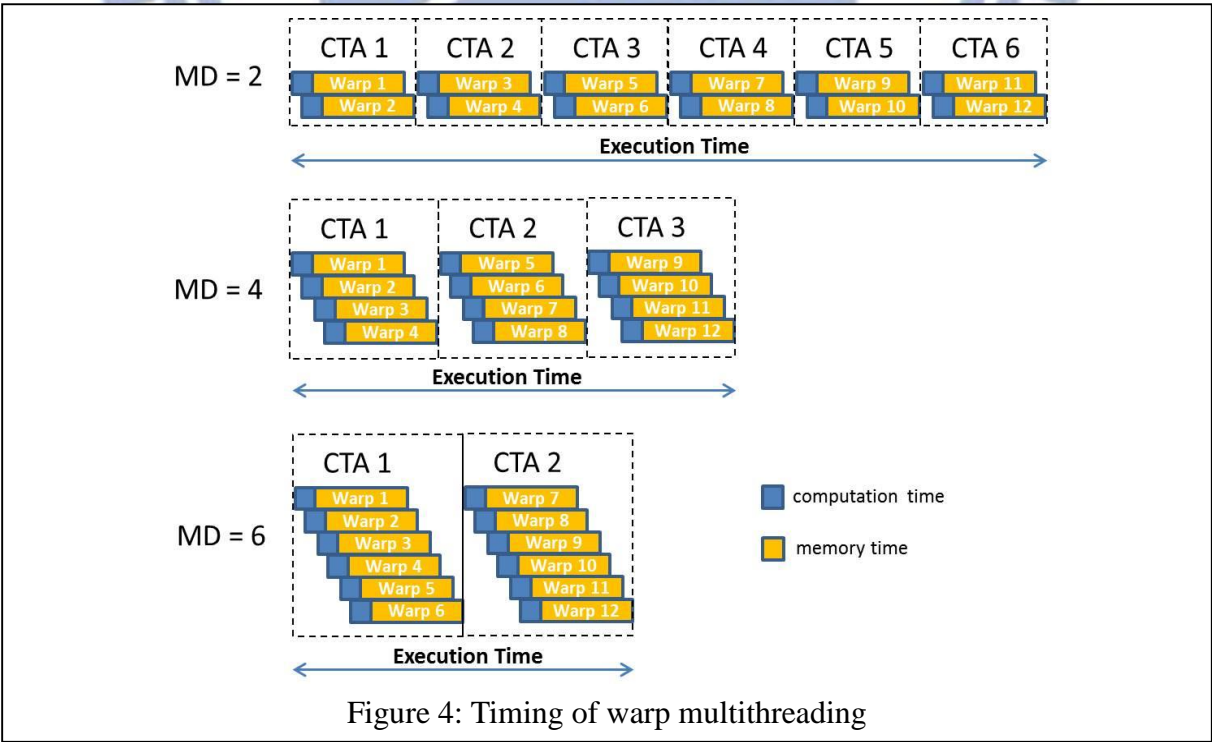 CTA 1 CTA 2 CTA 3 CTA 4 CTA 5 CTA 6
MD = 2
Warp 1 Warp 3 Warp 5 Warp 7 Warp 9 Warp 11
Warp 2 Warp 4 Warp 6 Warp 8 Warp 10 Warp 12
Execution Time
CTA 1 CTA 2 CTA 3
MD = 4
Warp 1 Warp 5 Warp 9
Warp 2 Warp 6 Warp 10
Warp 3 Warp 7 Warp 11
Warp 4 Warp 8 Warp 12
Execution Time
CTA 1 CTA 2
MD = 6
Warp 1 Warp 7
Warp 2 Warp 8
Warp 3 Warp 9
Warp 4 Warp 10
Warp 5 Warp 11
Warp 6 Warp 12
computation time
memory time
Execution Time
Figure 4: Timing of warp multithreading